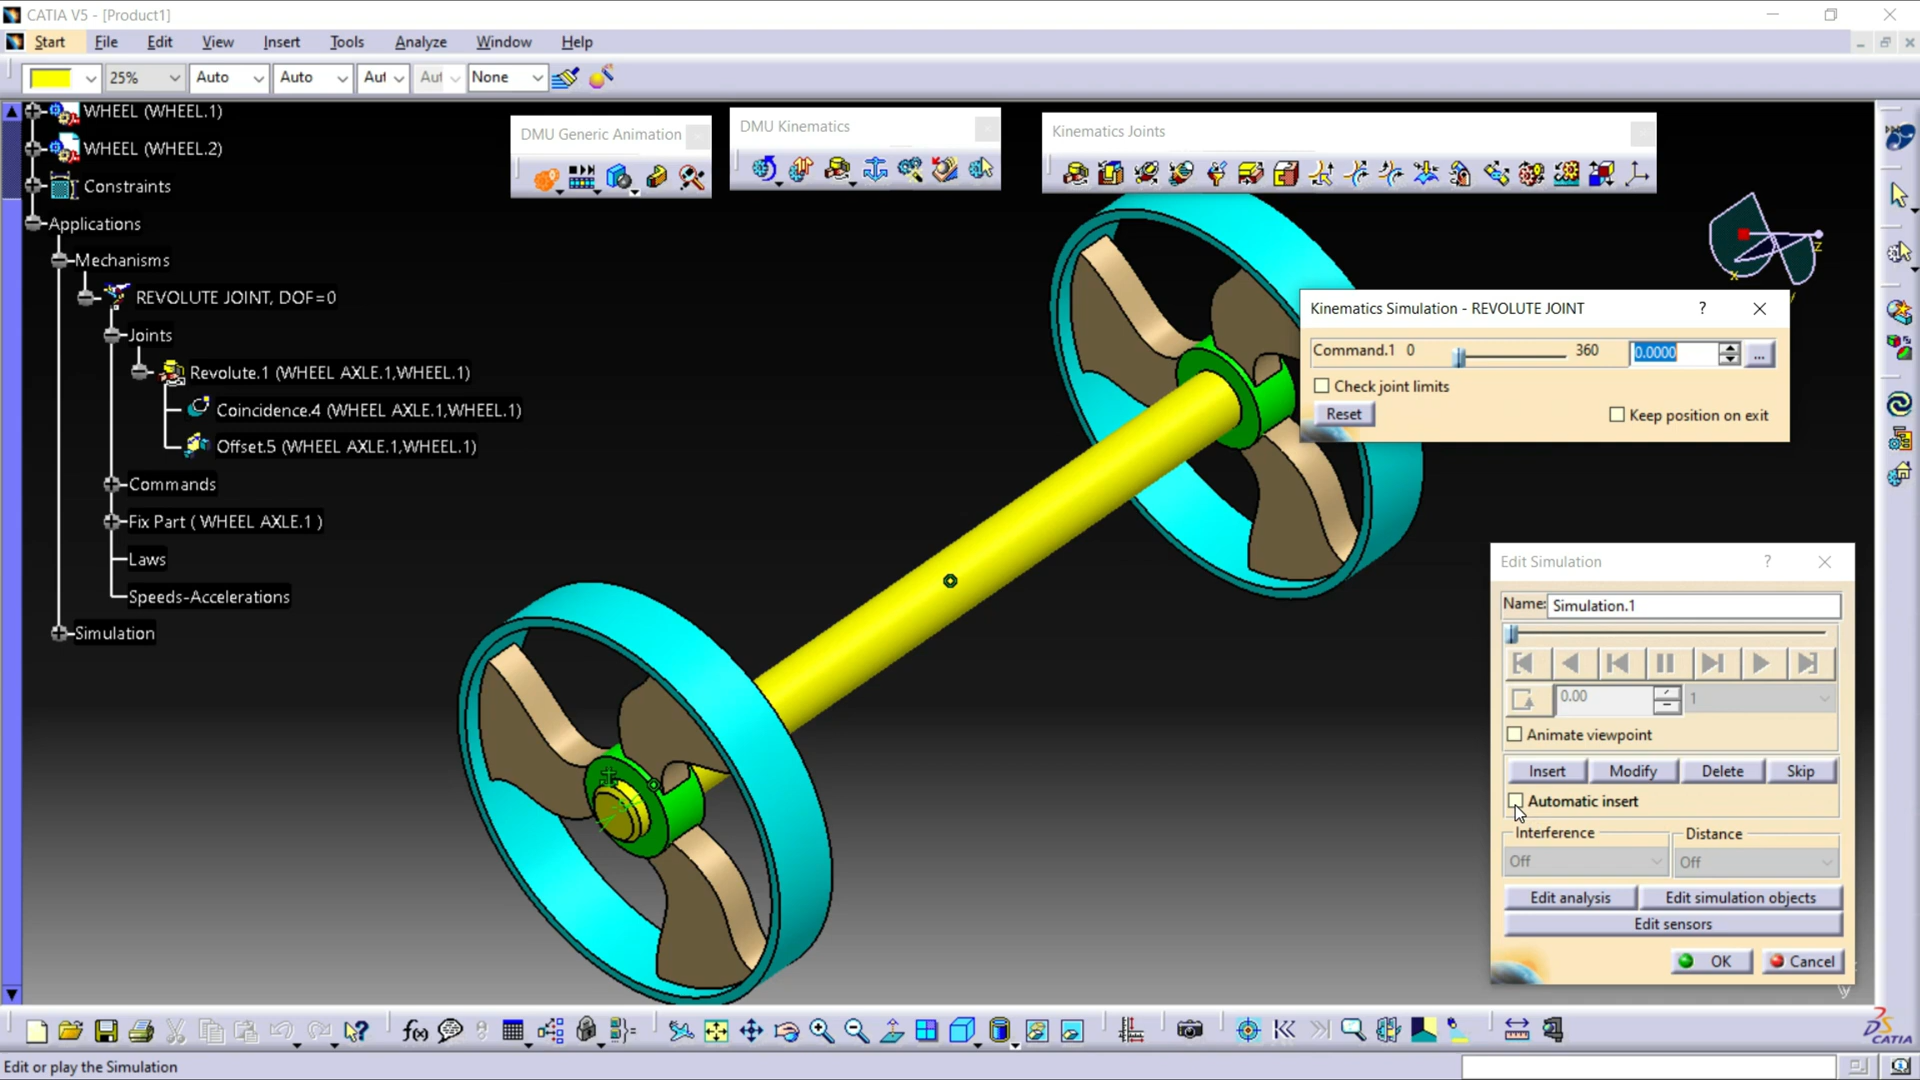 CATIA V5 - [Product1]
Start File Edit View Insert Tools Analyze Window Help
25% Auto Auto Aut Aut None
WHEEL (WHEEL.1)
WHEEL (WHEEL.2)
Constraints
Applications
Mechanisms
REVOLUTE JOINT, DOF=0
Joints
Revolute.1 (WHEEL AXLE.1,WHEEL.1)
Coincidence.4 (WHEEL AXLE.1,WHEEL.1)
Offset.5 (WHEEL AXLE.1,WHEEL.1)
Commands
Fix Part ( WHEEL AXLE.1 )
Laws
Speeds-Accelerations
Simulation
DMU Generic Animation
DMU Kinematics
Kinematics Joints
z
x
y
Kinematics Simulation - REVOLUTE JOINT ?
Command.1 0 360 0.0000 ...
Check joint limits
Reset Keep position on exit
Edit Simulation ?
Name: Simulation.1
0.00 1
Animate viewpoint
Insert Modify Delete Skip
Automatic insert
Interference Distance
Off Off
Edit analysis Edit simulation objects
Edit sensors
OK Cancel
y
f(x)
CATIA
Edit or play the Simulation